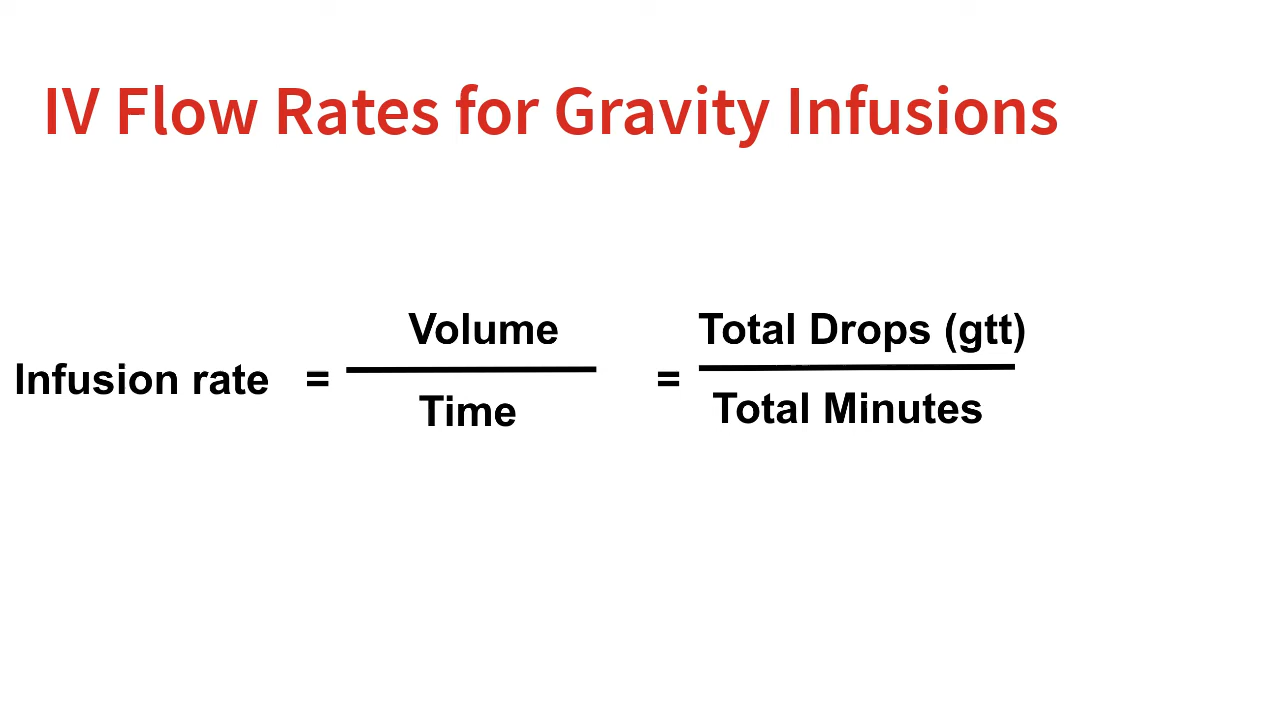 IV Flow Rates for Gravity Infusions
Volume
Total Drops (gtt)
Infusion rate = =
Time
Total Minutes